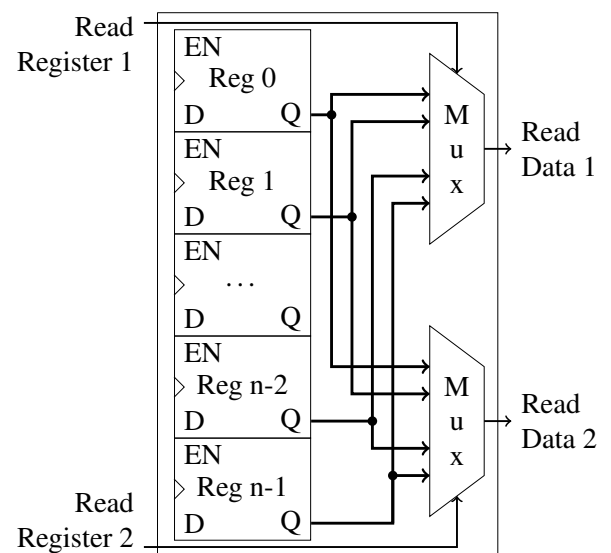 Read
Register 1
EN
Reg 0
D Q
EN
Reg 1
D Q
EN
...
D Q
EN
Reg n-2
D Q
EN
Reg n-1
D Q
Read
Register 2
M
u
x
Read
Data 1
M
u
x
Read
Data 2